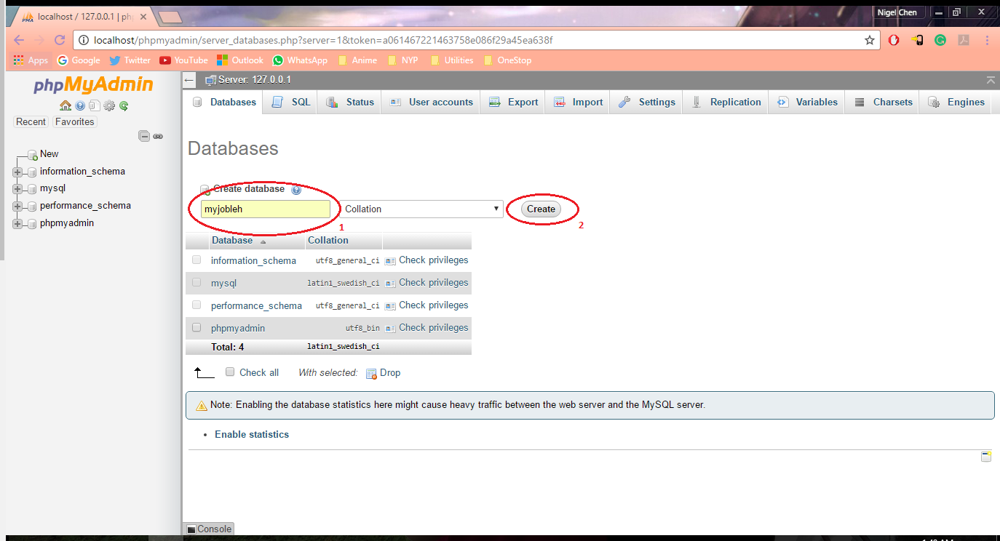 localhost / 127.0.0.1 | ph
Nigel Chen
localhost/phpmyadmin/server_databases.php?server=1&token=a061467221463758e086f29a45ea638f
Apps Google Twitter YouTube Outlook WhatsApp Anime NYP Utilities OneStop
phpMyAdmin
Recent Favorites
New
information_schema
mysql
performance_schema
phpmyadmin
Server: 127.0.0.1
Databases SQL Status User accounts Export Import Settings Replication Variables Charsets Engines
Databases
Create database
myjobleh Collation Create
1 2
Database Collation
information_schema utf8_general_ci Check privileges
mysql latin1_swedish_ci Check privileges
performance_schema utf8_general_ci Check privileges
phpmyadmin utf8_bin Check privileges
Total: 4 latin1_swedish_ci
Check all With selected: Drop
Note: Enabling the database statistics here might cause heavy traffic between the web server and the MySQL server.
• Enable statistics
Console